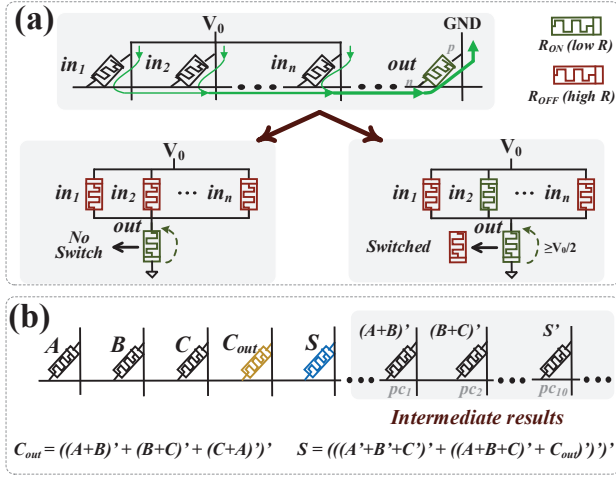 (a)
V0
GND
in1
in2
inn
out
p
n
RON (low R)
ROFF (high R)
V0
in1
in2
...
inn
out
No
Switch
V0
in1
in2
...
inn
out
Switched
≥V0/2
(b)
A
B
C
Cout
S
(A+B)'
(B+C)'
S'
pc1
pc2
pc10
Intermediate results
Cout = ((A+B)' + (B+C)' + (C+A)')'
S = (((A'+B'+C')' + ((A+B+C)' + Cout)')')'